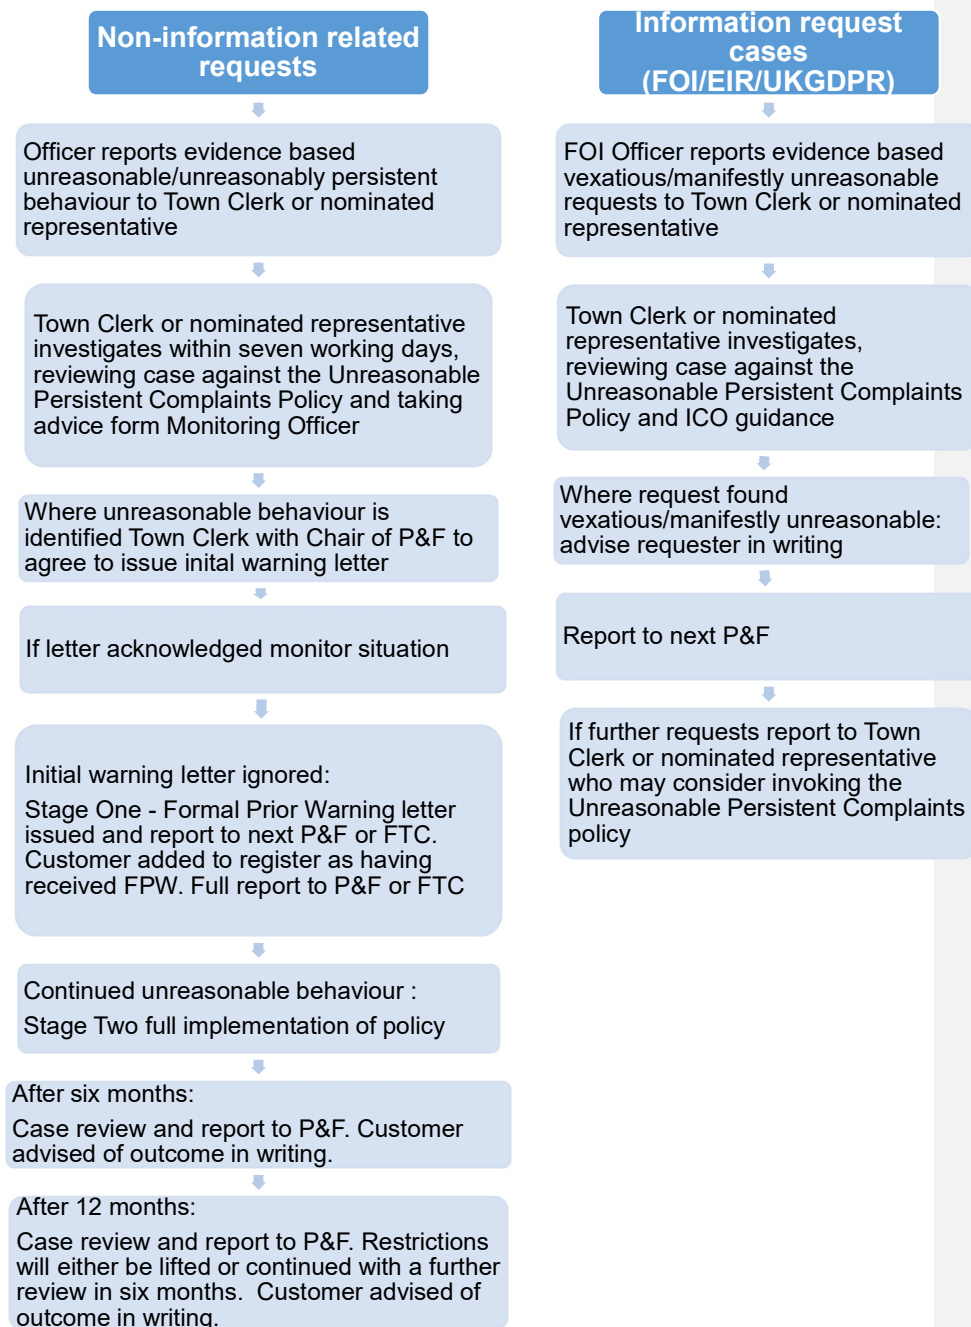 Non-information related
requests
Officer reports evidence based
unreasonable/unreasonably persistent
behaviour to Town Clerk or nominated
representative
Town Clerk or nominated representative
investigates within seven working days,
reviewing case against the Unreasonable
Persistent Complaints Policy and taking
advice form Monitoring Officer
Where unreasonable behaviour is
identified Town Clerk with Chair of P&F to
agree to issue inital warning letter
If letter acknowledged monitor situation
Initial warning letter ignored:
Stage One - Formal Prior Warning letter
issued and report to next P&F or FTC.
Customer added to register as having
received FPW. Full report to P&F or FTC
Continued unreasonable behaviour :
Stage Two full implementation of policy
After six months:
Case review and report to P&F. Customer
advised of outcome in writing.
After 12 months:
Case review and report to P&F. Restrictions
will either be lifted or continued with a further
review in six months.  Customer advised of
outcome in writing.
Information request
cases
(FOI/EIR/UKGDPR)
FOI Officer reports evidence based
vexatious/manifestly unreasonable
requests to Town Clerk or nominated
representative
Town Clerk or nominated
representative investigates,
reviewing case against the
Unreasonable Persistent Complaints
Policy and ICO guidance
Where request found
vexatious/manifestly unreasonable:
advise requester in writing
Report to next P&F
If further requests report to Town
Clerk or nominated representative
who may consider invoking the
Unreasonable Persistent Complaints
policy